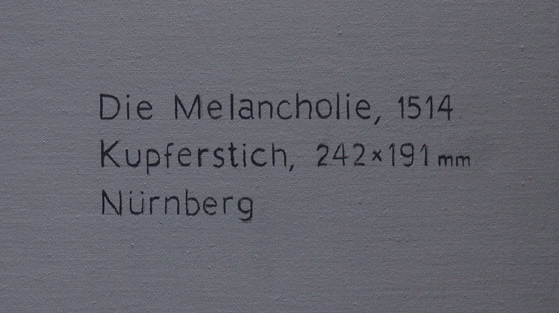 Die Melancholie, 1514
Kupferstich, 242×191 mm
Nürnberg